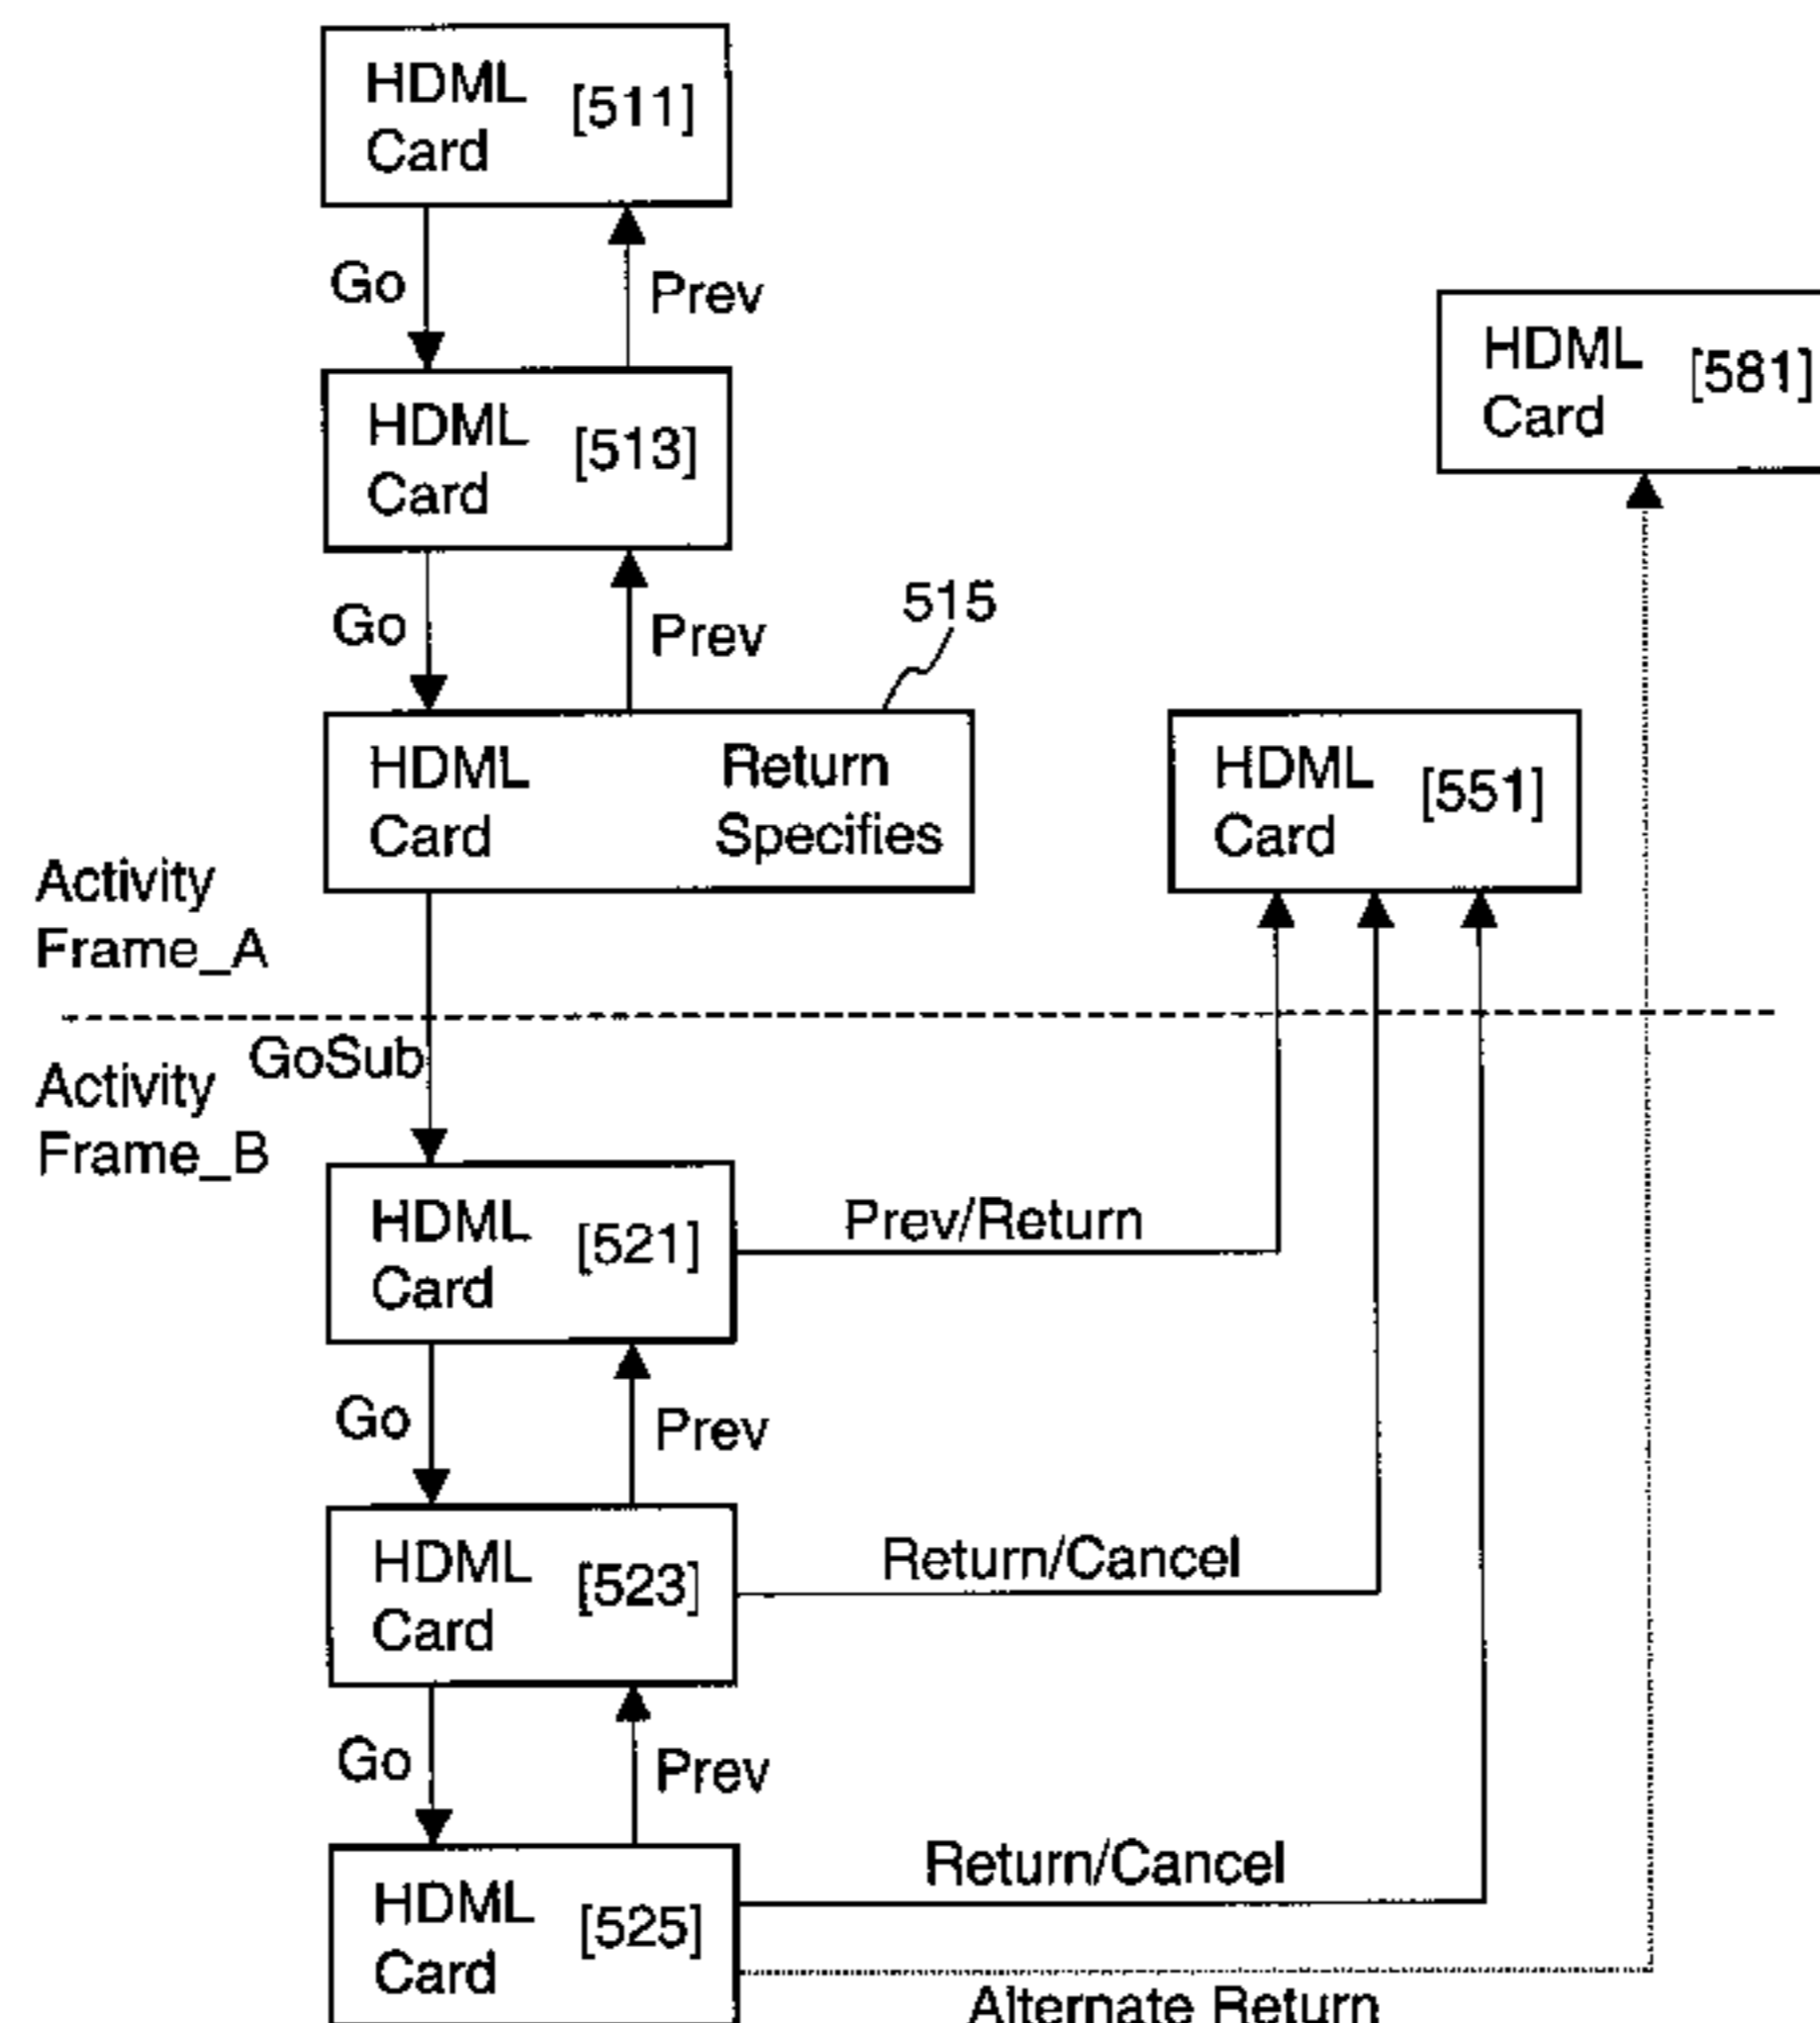 HDML
Card
[511]
Go
Prev
HDML
Card
[581]
HDML
Card
[513]
Go
Prev
515
HDML
Card
Return
Specifies
HDML
Card
[551]
Activity
Frame_A
GoSub
Activity
Frame_B
HDML
Card
[521]
Prev/Return
Go
Prev
HDML
Card
[523]
Return/Cancel
Go
Prev
HDML
Card
[525]
Return/Cancel
Alternate Return